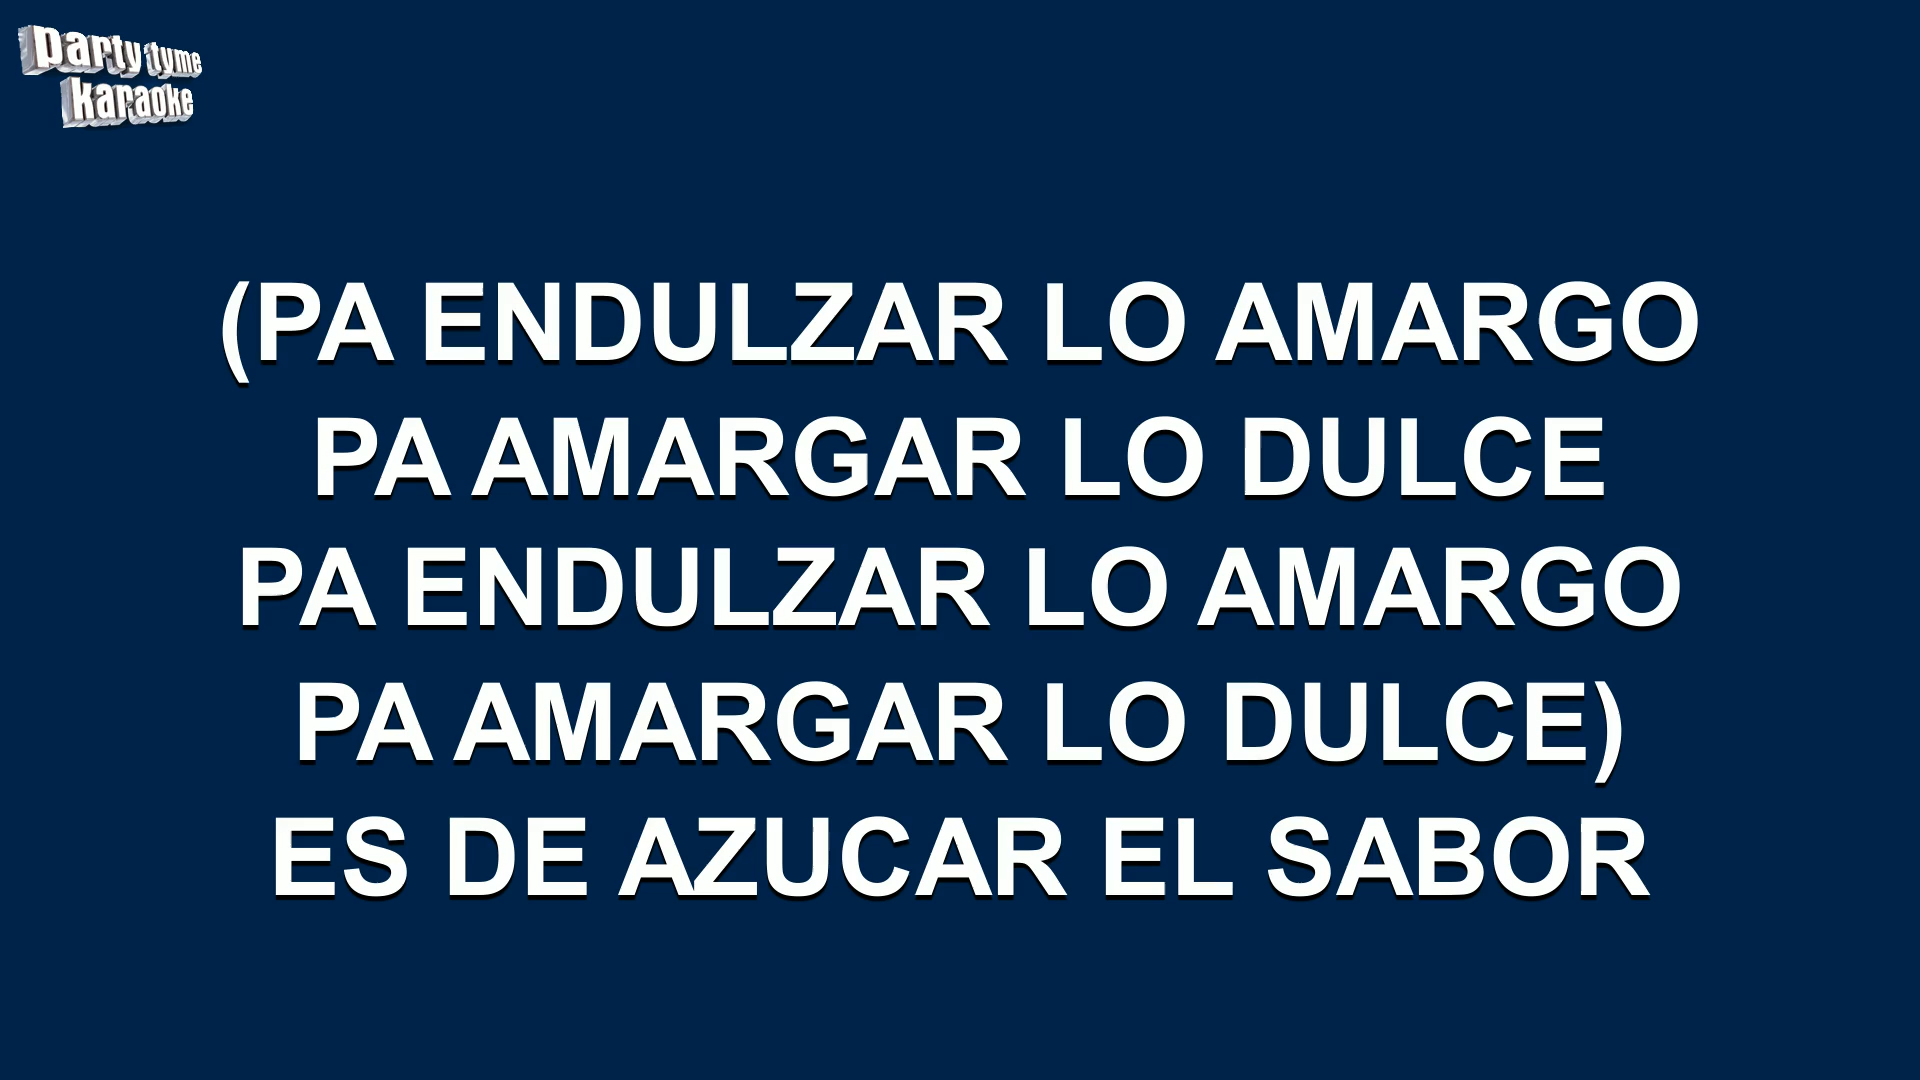 party tyme
karaoke
(PA ENDULZAR LO AMARGO
PA AMARGAR LO DULCE
PA ENDULZAR LO AMARGO
PA AMARGAR LO DULCE)
ES DE AZUCAR EL SABOR